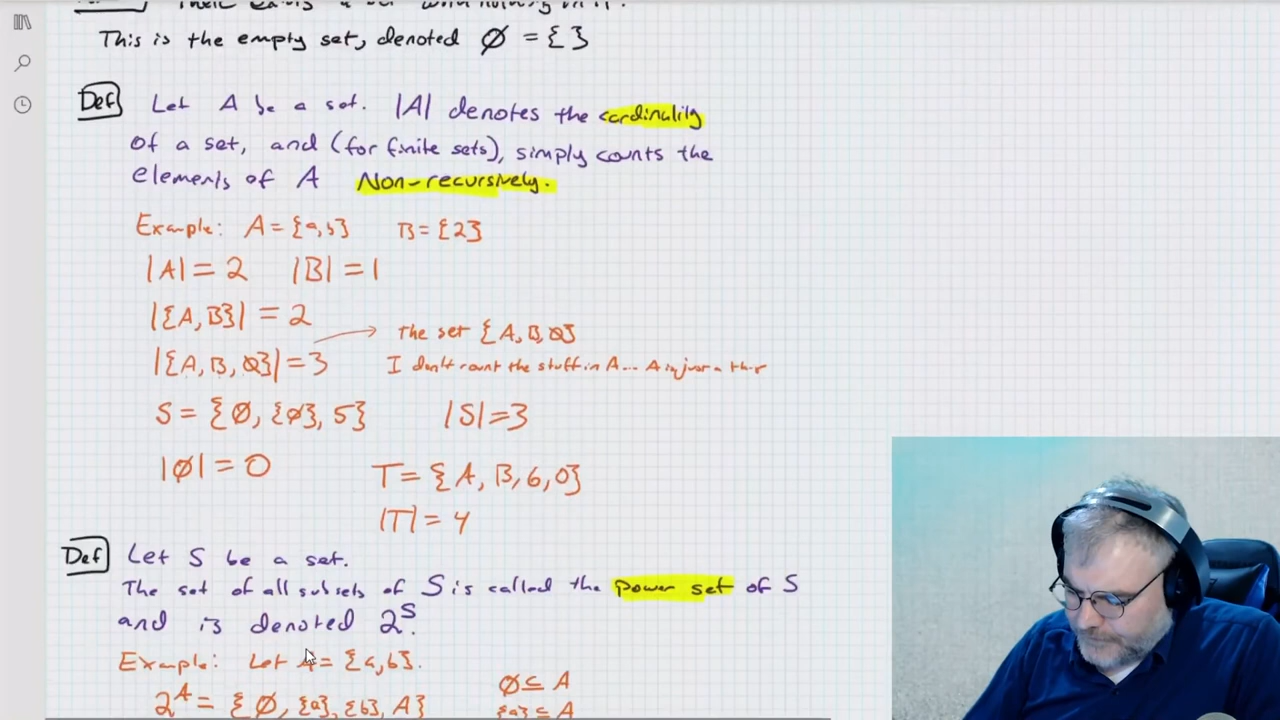 This is the empty set, denoted Ø = { }
Def Let A be a set. |A| denotes the cardinality
of a set, and (for finite sets), simply counts the
elements of A Non-recursively.
Example: A = {a,b} B = {2}
|A| = 2 |B| = 1
|{A, B}| = 2
the set {A, B, Ø}
|{A, B, Ø}| = 3
I don't count the stuff in A... A is just a thing
S = {Ø, {Ø}, 5} |S| = 3
|Ø| = 0
T = {A, B, 6, 0}
|T| = 4
Def Let S be a set.
The set of all subsets of S is called the power set of S
and is denoted 2^S.
Example: Let A = {a,b}.
Ø ⊆ A
2^A = {Ø, {a}, {b}, A}
{a} ⊆ A